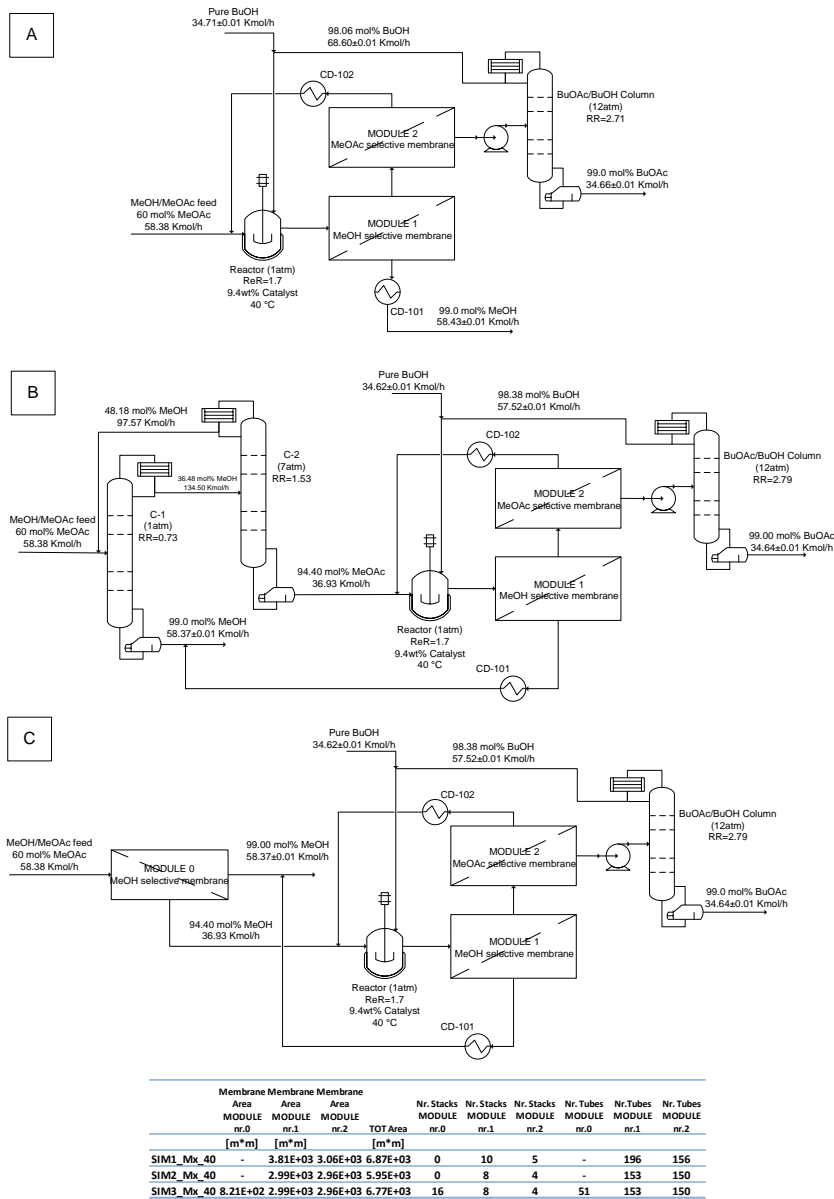 A
Pure BuOH
34.71±0.01 Kmol/h
98.06 mol% BuOH
68.60±0.01 Kmol/h
CD-102
BuOAc/BuOH Column
(12atm)
RR=2.71
MODULE 2
MeOAc selective membrane
99.0 mol% BuOAc
34.66±0.01 Kmol/h
MeOH/MeOAc feed
60 mol% MeOAc
58.38 Kmol/h
MODULE 1
MeOH selective membrane
Reactor (1atm)
ReR=1.7
9.4wt% Catalyst
40 °C
CD-101
99.0 mol% MeOH
58.43±0.01 Kmol/h
B
Pure BuOH
34.62±0.01 Kmol/h
48.18 mol% MeOH
97.57 Kmol/h
98.38 mol% BuOH
57.52±0.01 Kmol/h
CD-102
C-2
(7atm)
RR=1.53
36.48 mol% MeOH
134.50 Kmol/h
BuOAc/BuOH Column
(12atm)
RR=2.79
MODULE 2
MeOAc selective membrane
C-1
(1atm)
RR=0.73
MeOH/MeOAc feed
60 mol% MeOAc
58.38 Kmol/h
99.00 mol% BuOAc
34.64±0.01 Kmol/h
94.40 mol% MeOAc
36.93 Kmol/h
MODULE 1
MeOH selective membrane
99.0 mol% MeOH
58.37±0.01 Kmol/h
Reactor (1atm)
ReR=1.7
9.4wt% Catalyst
40 °C
CD-101
C
Pure BuOH
34.62±0.01 Kmol/h
98.38 mol% BuOH
57.52±0.01 Kmol/h
CD-102
BuOAc/BuOH Column
(12atm)
RR=2.79
MeOH/MeOAc feed
60 mol% MeOAc
58.38 Kmol/h
MODULE 0
MeOH selective membrane
99.00 mol% MeOH
58.37±0.01 Kmol/h
MODULE 2
MeOAc selective membrane
99.0 mol% BuOAc
34.64±0.01 Kmol/h
94.40 mol% MeOH
36.93 Kmol/h
MODULE 1
MeOH selective membrane
Reactor (1atm)
ReR=1.7
9.4wt% Catalyst
40 °C
CD-101
Membrane Membrane Membrane
Area Area Area Nr. Stacks Nr. Stacks Nr. Stacks Nr. Tubes Nr.Tubes Nr. Tubes
MODULE MODULE MODULE MODULE MODULE MODULE MODULE MODULE MODULE
nr.0 nr.1 nr.2 TOT Area nr.0 nr.1 nr.2 nr.0 nr.1 nr.2
[m*m] [m*m] [m*m]
SIM1_Mx_40 - 3.81E+03 3.06E+03 6.87E+03 0 10 5 - 196 156
SIM2_Mx_40 - 2.99E+03 2.96E+03 5.95E+03 0 8 4 - 153 150
SIM3_Mx_40 8.21E+02 2.99E+03 2.96E+03 6.77E+03 16 8 4 51 153 150